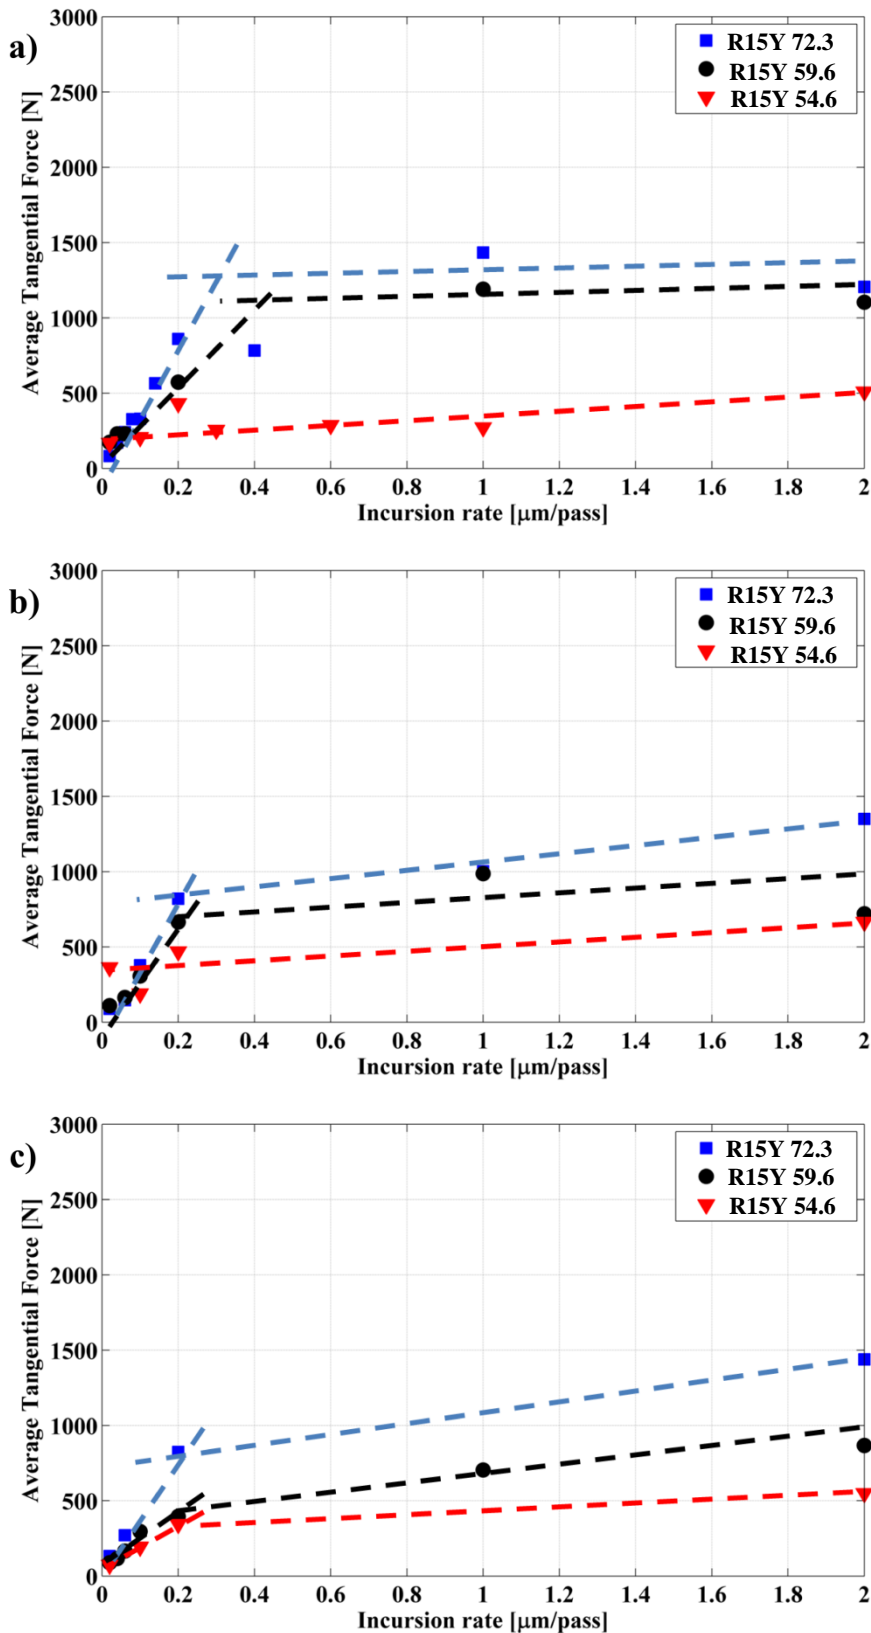 a)
3000
2500
2000
1500
1000
500
0
Average Tangential Force [N]
R15Y 72.3
R15Y 59.6
R15Y 54.6
0 0.2 0.4 0.6 0.8 1 1.2 1.4 1.6 1.8 2
Incursion rate [μm/pass]
b)
3000
2500
2000
1500
1000
500
0
Average Tangential Force [N]
R15Y 72.3
R15Y 59.6
R15Y 54.6
0 0.2 0.4 0.6 0.8 1 1.2 1.4 1.6 1.8 2
Incursion rate [μm/pass]
c)
3000
2500
2000
1500
1000
500
0
Average Tangential Force [N]
R15Y 72.3
R15Y 59.6
R15Y 54.6
0 0.2 0.4 0.6 0.8 1 1.2 1.4 1.6 1.8 2
Incursion rate [μm/pass]